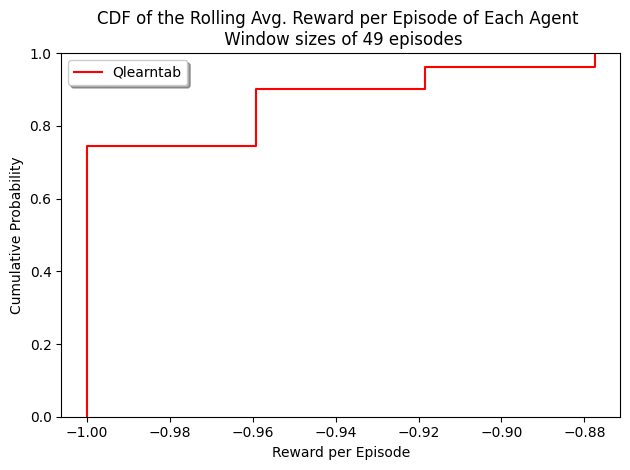 CDF of the Rolling Avg. Reward per Episode of Each Agent
Window sizes of 49 episodes
Qlearntab
Cumulative Probability
1.0
0.8
0.6
0.4
0.2
0.0
−1.00 −0.98 −0.96 −0.94 −0.92 −0.90 −0.88
Reward per Episode